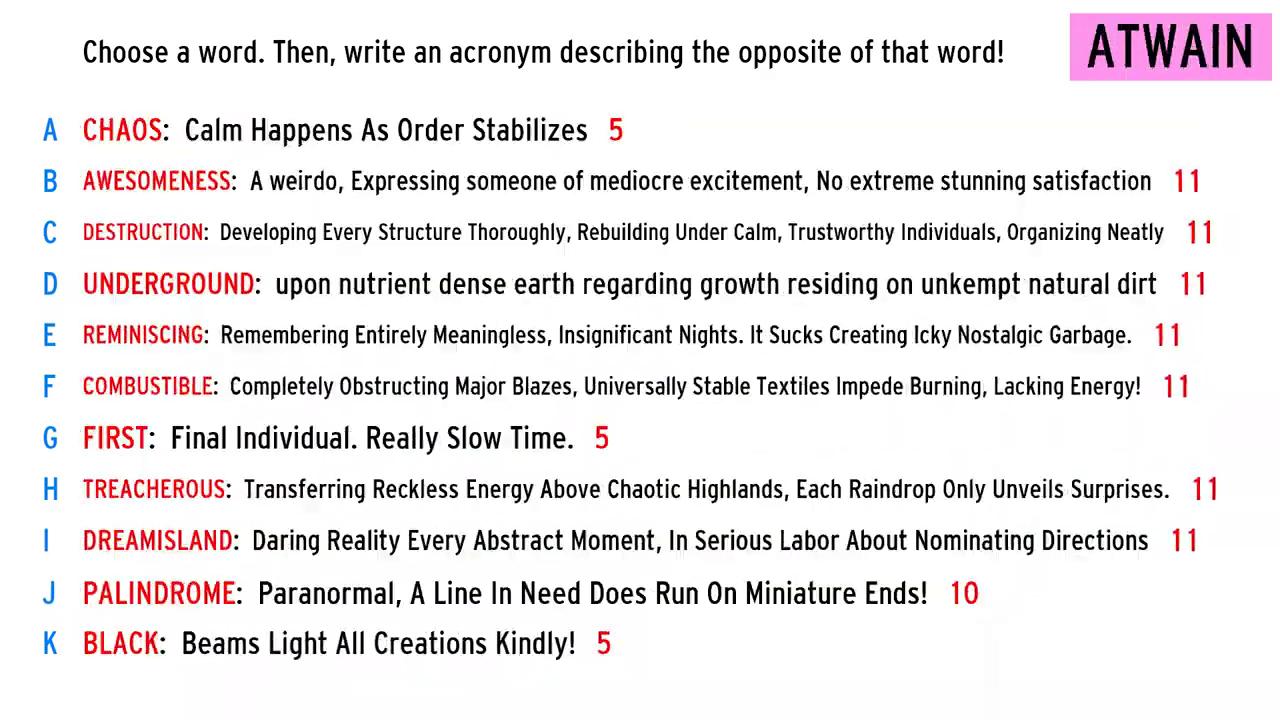 Choose a word. Then, write an acronym describing the opposite of that word!
ATWAIN
A CHAOS: Calm Happens As Order Stabilizes 5
B AWESOMENESS: A weirdo, Expressing someone of mediocre excitement, No extreme stunning satisfaction 11
C DESTRUCTION: Developing Every Structure Thoroughly, Rebuilding Under Calm, Trustworthy Individuals, Organizing Neatly 11
D UNDERGROUND: upon nutrient dense earth regarding growth residing on unkempt natural dirt 11
E REMINISCING: Remembering Entirely Meaningless, Insignificant Nights. It Sucks Creating Icky Nostalgic Garbage. 11
F COMBUSTIBLE: Completely Obstructing Major Blazes, Universally Stable Textiles Impede Burning, Lacking Energy! 11
G FIRST: Final Individual. Really Slow Time. 5
H TREACHEROUS: Transferring Reckless Energy Above Chaotic Highlands, Each Raindrop Only Unveils Surprises. 11
I DREAMISLAND: Daring Reality Every Abstract Moment, In Serious Labor About Nominating Directions 11
J PALINDROME: Paranormal, A Line In Need Does Run On Miniature Ends! 10
K BLACK: Beams Light All Creations Kindly! 5